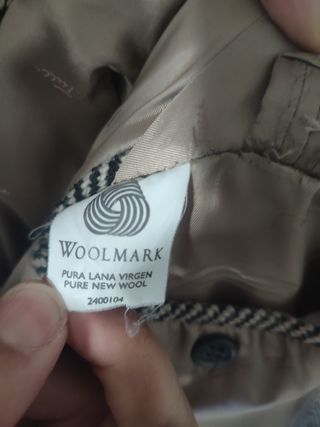 WOOLMARK
PURA LANA VIRGEN
PURE NEW WOOL
2400104